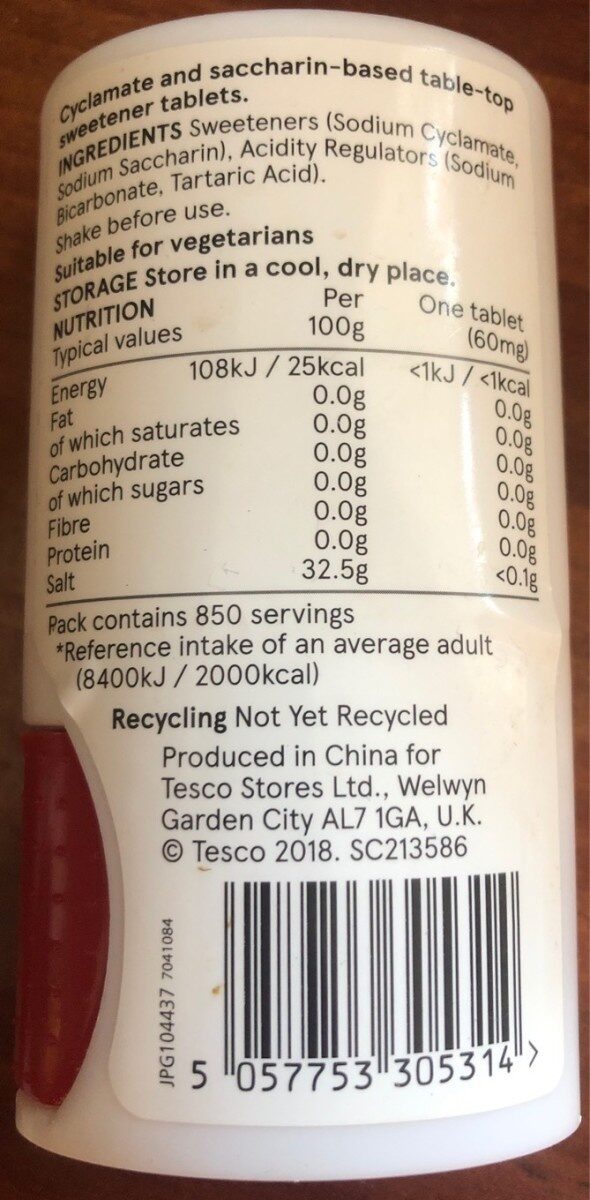 Cyclamate and saccharin-based table-top
sweetener tablets.
INGREDIENTS Sweeteners (Sodium Cyclamate,
Sodium Saccharin), Acidity Regulators (Sodium
Bicarbonate, Tartaric Acid).
Shake before use.
Suitable for vegetarians
STORAGE Store in a cool, dry place.
NUTRITION Per One tablet
Typical values 100g (60mg)
Energy 108kJ / 25kcal <1kJ / <1kcal
Fat 0.0g 0.0g
of which saturates 0.0g 0.0g
Carbohydrate 0.0g 0.0g
of which sugars 0.0g 0.0g
Fibre 0.0g 0.0g
Protein 0.0g 0.0g
Salt 32.5g <0.1g
Pack contains 850 servings
*Reference intake of an average adult
(8400kJ / 2000kcal)
Recycling Not Yet Recycled
Produced in China for
Tesco Stores Ltd., Welwyn
Garden City AL7 1GA, U.K.
© Tesco 2018. SC213586
JPG104437 7041084
5 057753 305314 >